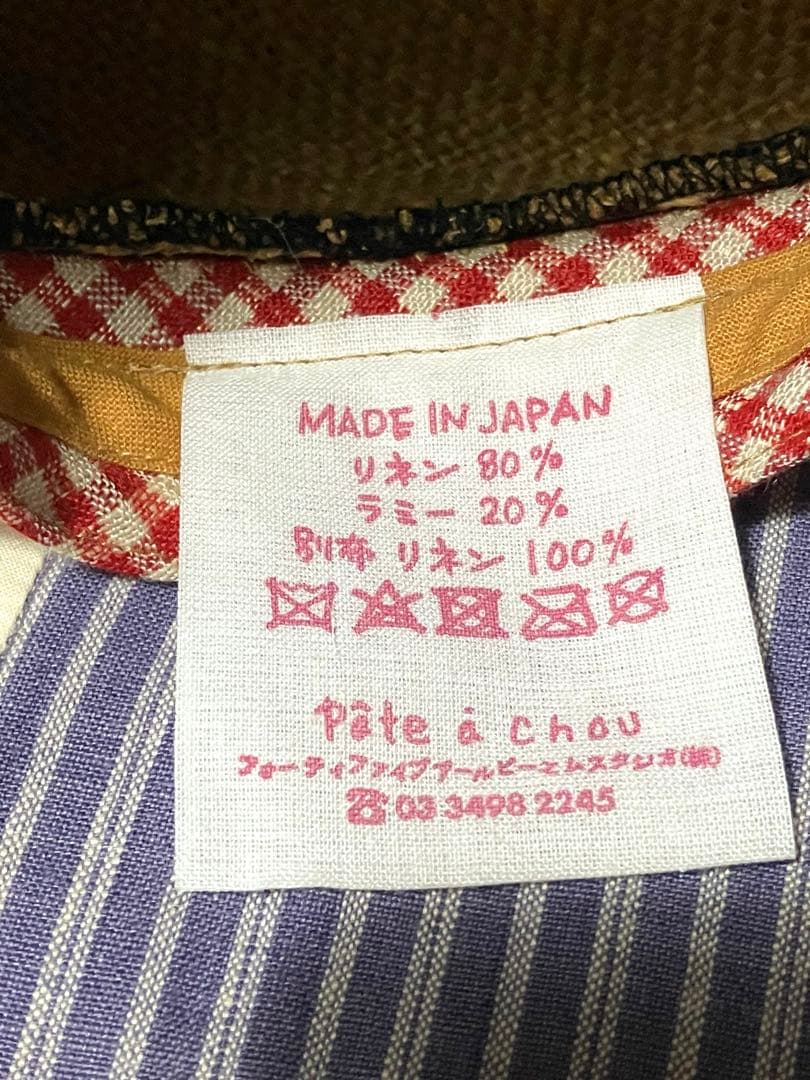 MADE IN JAPAN
リネン 80%
ラミー 20%
別布 リネン 100%
Pâte à chou
フォーティファイブアールピーエムスタジオ(株)
☎ 03 3498 2245